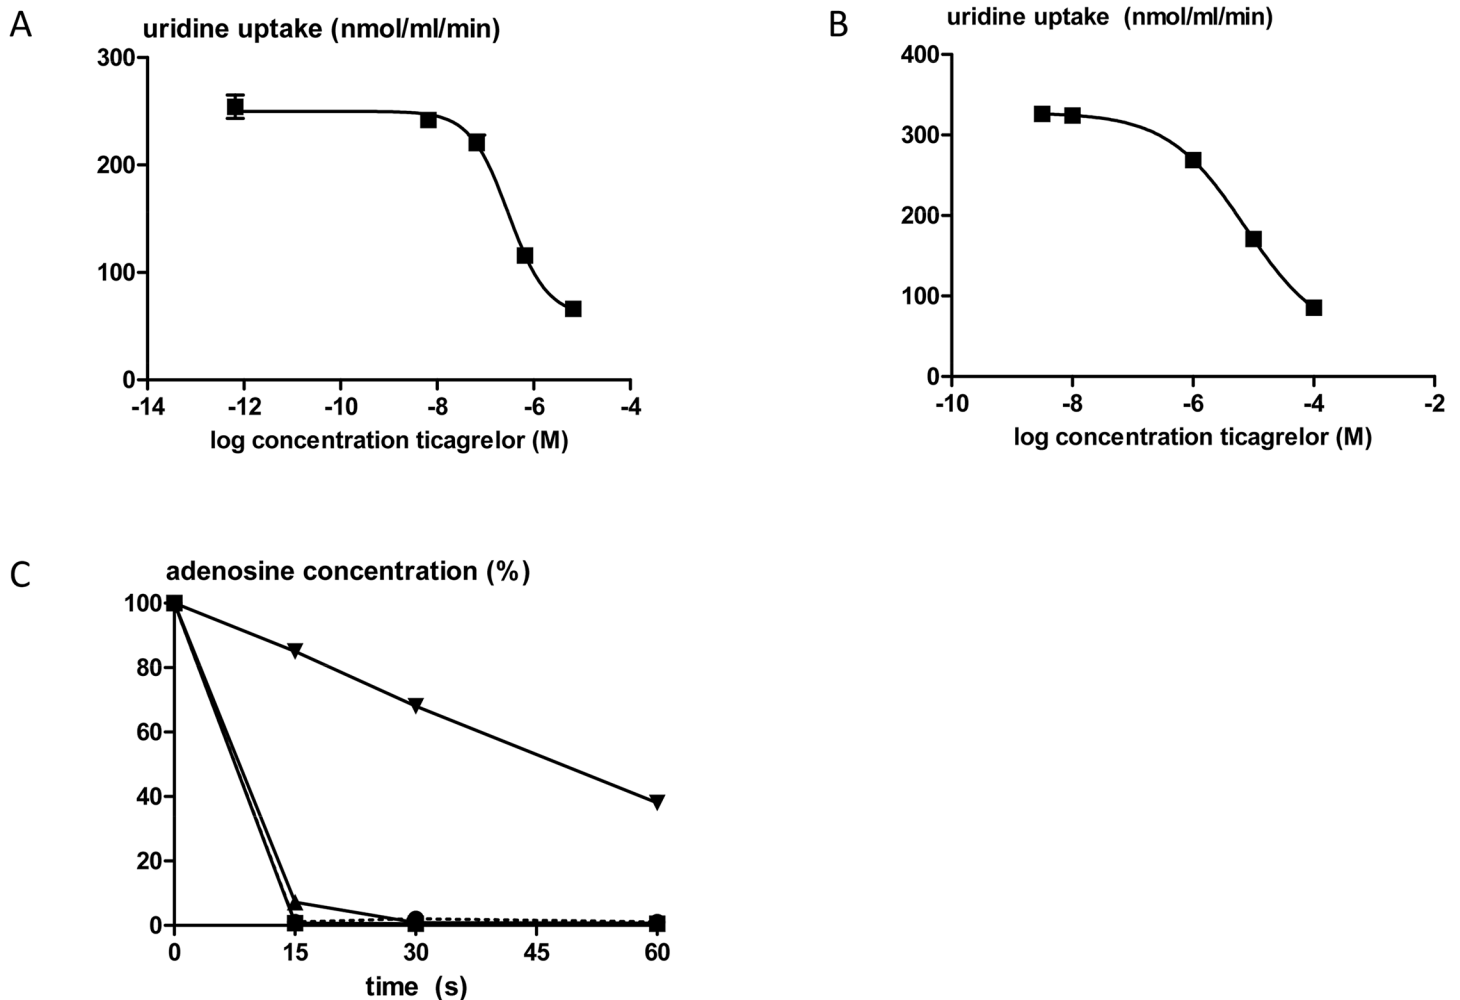 A
uridine uptake (nmol/ml/min)
300
200
100
0
-14 -12 -10 -8 -6 -4
log concentration ticagrelor (M)
B
uridine uptake (nmol/ml/min)
400
300
200
100
0
-10 -8 -6 -4 -2
log concentration ticagrelor (M)
C
adenosine concentration (%)
100
80
60
40
20
0
0 15 30 45 60
time (s)